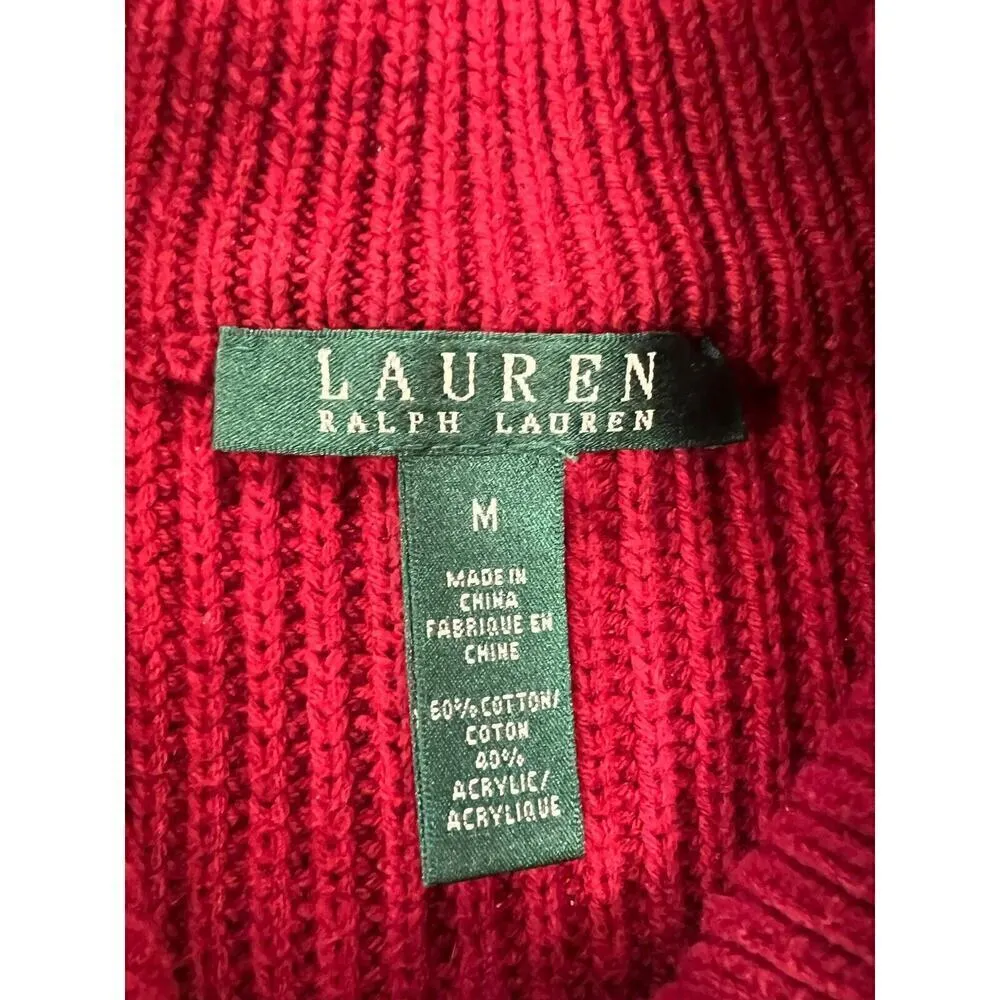 LAUREN
RALPH LAUREN
M
MADE IN
CHINA
FABRIQUE EN
CHINE
60% COTTON/
COTON
40%
ACRYLIC/
ACRYLIQUE